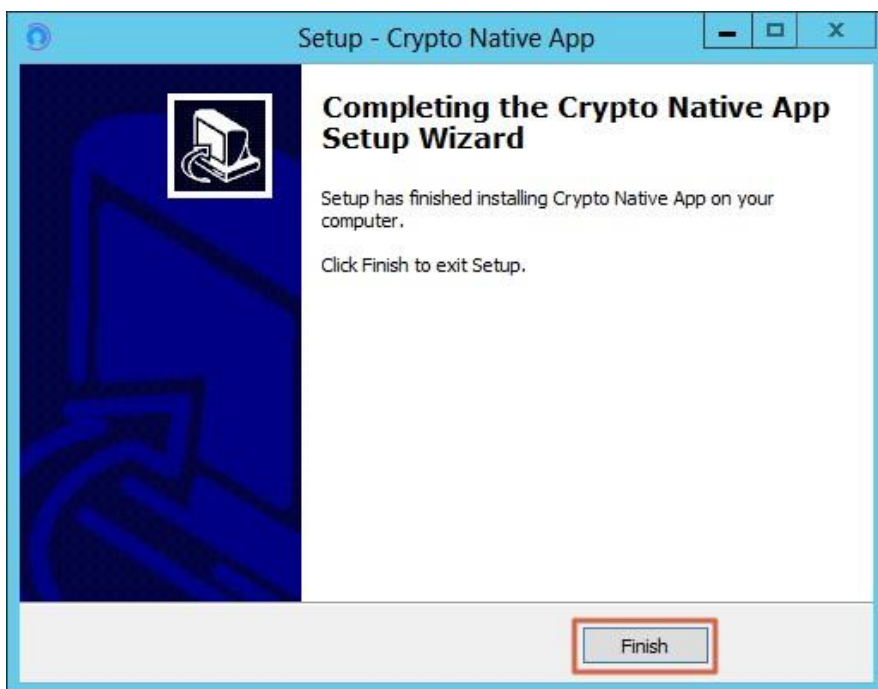 Setup - Crypto Native App
Completing the Crypto Native App
Setup Wizard
Setup has finished installing Crypto Native App on your
computer.
Click Finish to exit Setup.
Finish